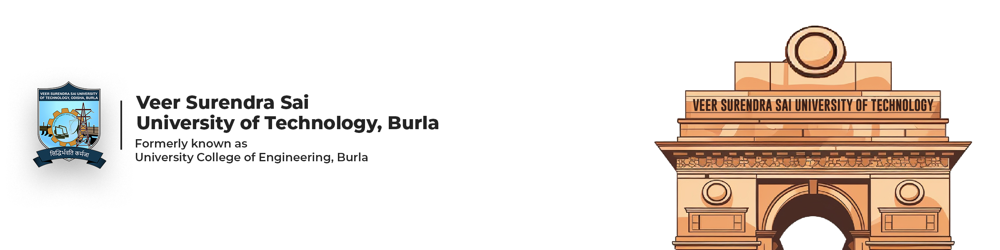 VEER SURENDRA SAI UNIVERSITY
OF TECHNOLOGY, ODISHA, BURLA
सिद्धिर्भवति कर्मजा
Veer Surendra Sai
University of Technology, Burla
Formerly known as
University College of Engineering, Burla
VEER SURENDRA SAI UNIVERSITY OF TECHNOLOGY